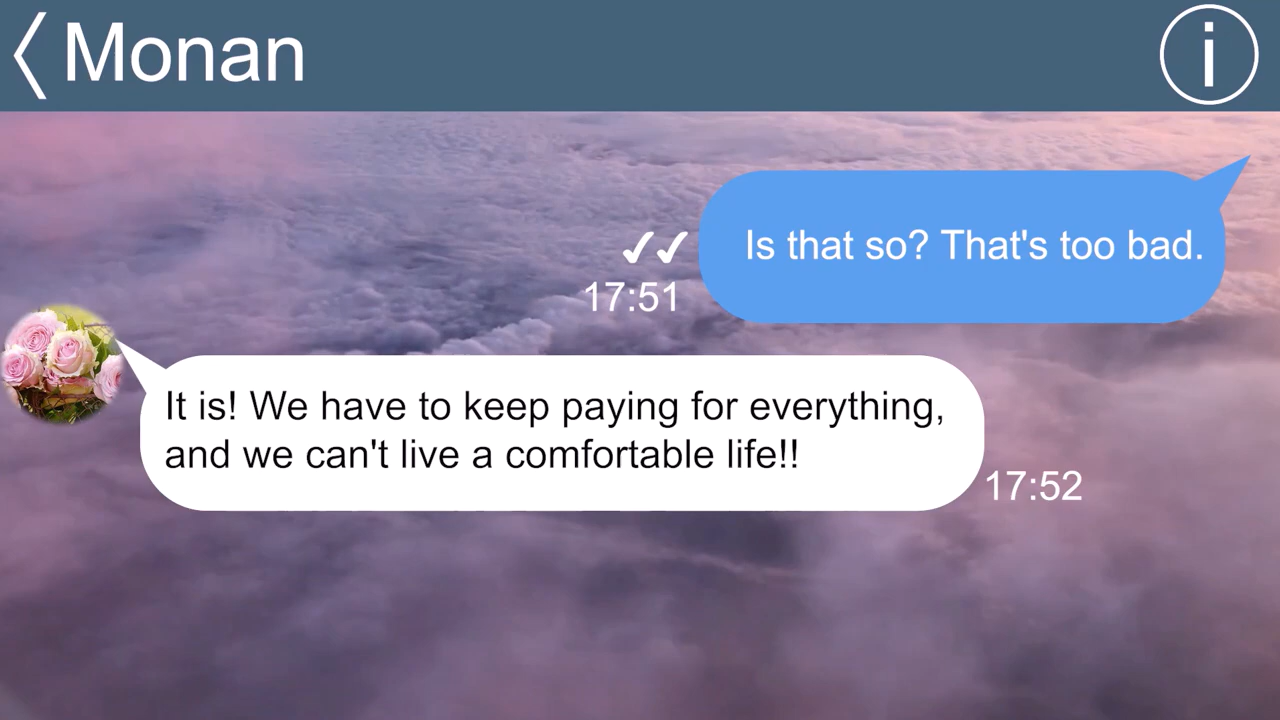 Monan
Is that so? That's too bad.
17:51
It is! We have to keep paying for everything,
and we can't live a comfortable life!!
17:52